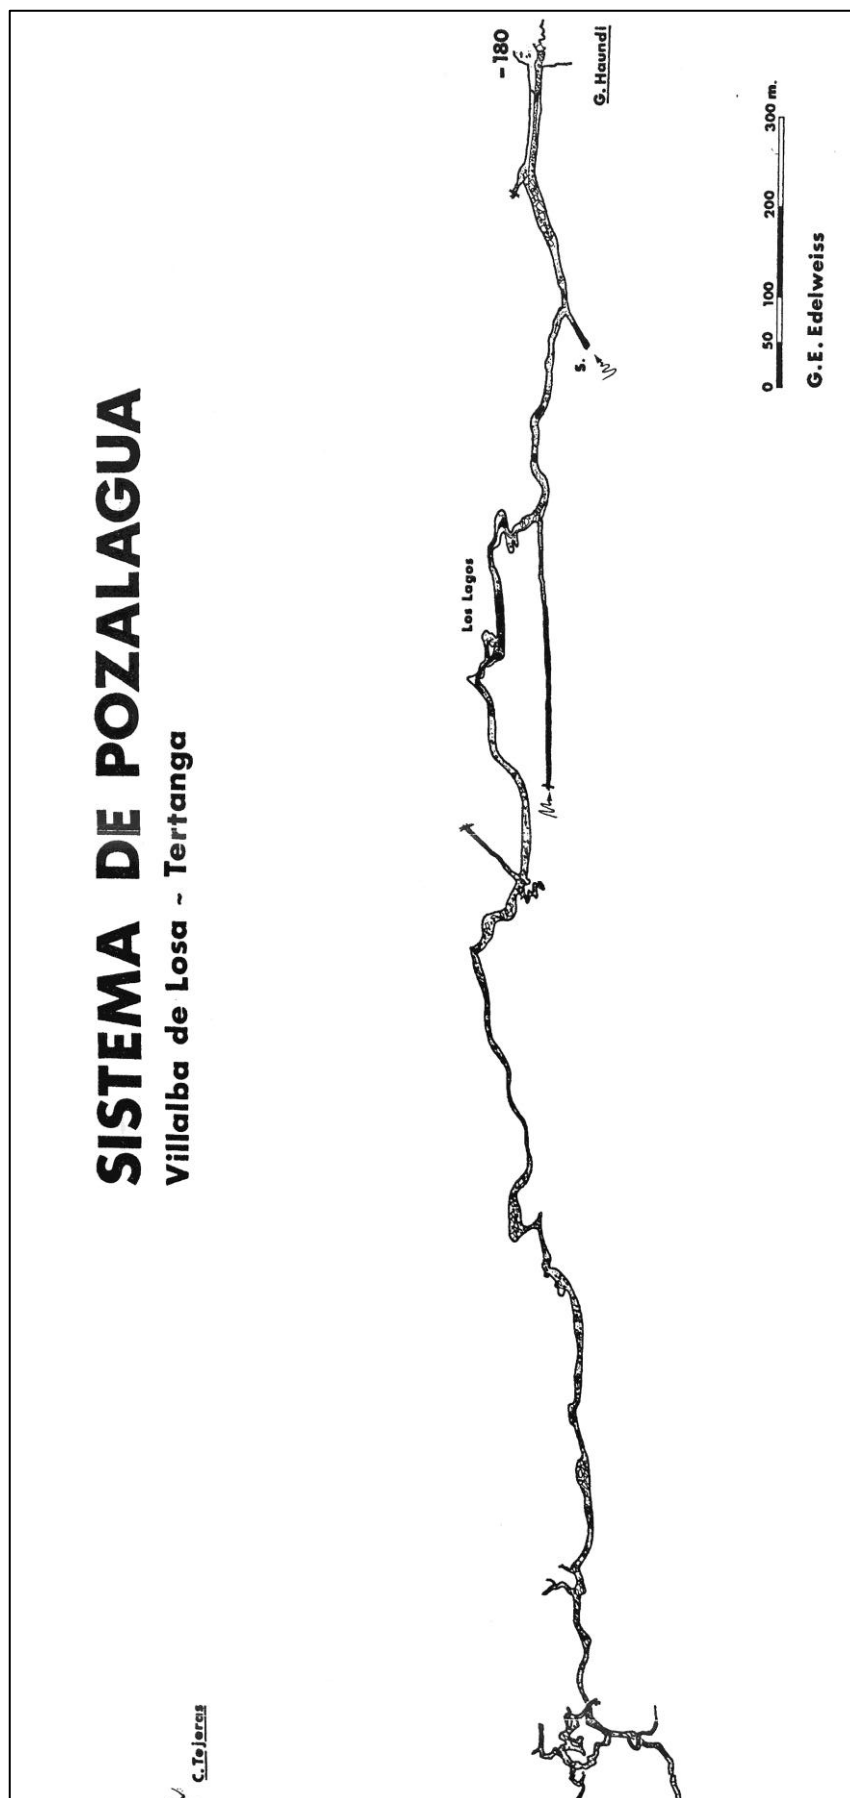 SISTEMA DE POZALAGUA
Villalba de Losa ~ Tertanga
C. Tejeras
Los Lagos
S.
-180
G. Haundi
0 50 100 200 300 m.
G.E. Edelweiss